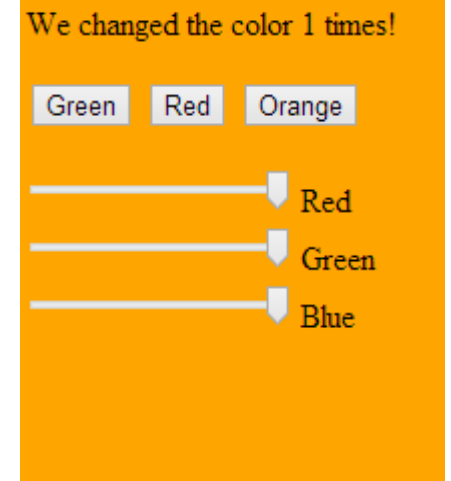 We changed the color 1 times!
Green Red Orange
Red
Green
Blue